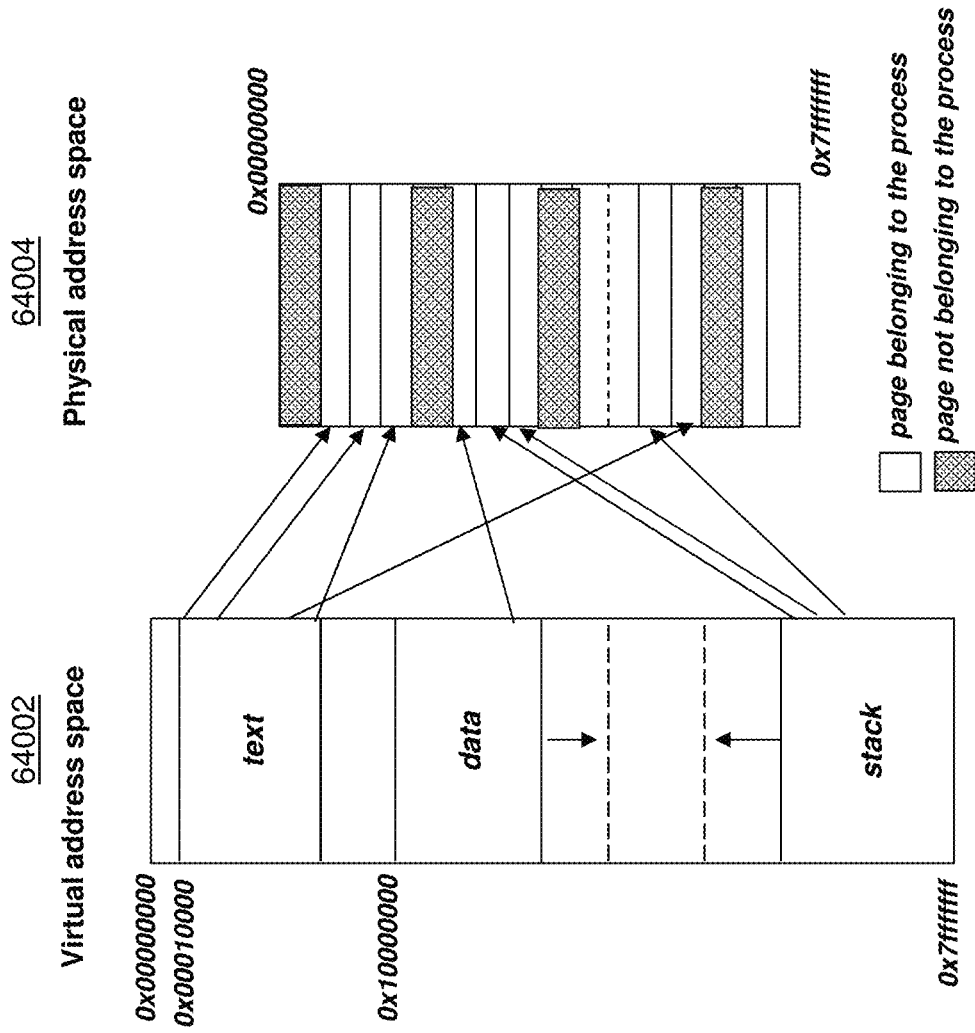 64002
Virtual address space
0x00000000
0x00010000
text
0x10000000
data
stack
0x7fffffff
64004
Physical address space
0x00000000
0x7fffffff
page belonging to the process
page not belonging to the process